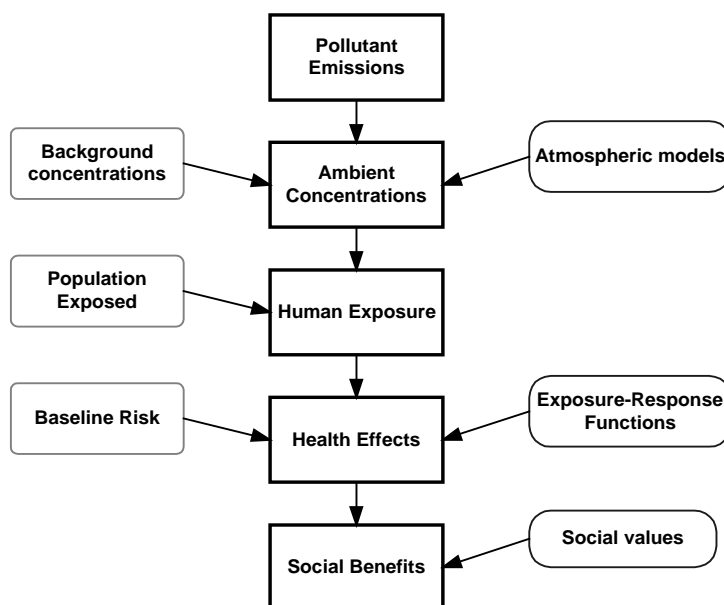 Pollutant
Emissions
Background
concentrations
Ambient
Concentrations
Atmospheric models
Population
Exposed
Human Exposure
Baseline Risk
Health Effects
Exposure-Response
Functions
Social Benefits
Social values